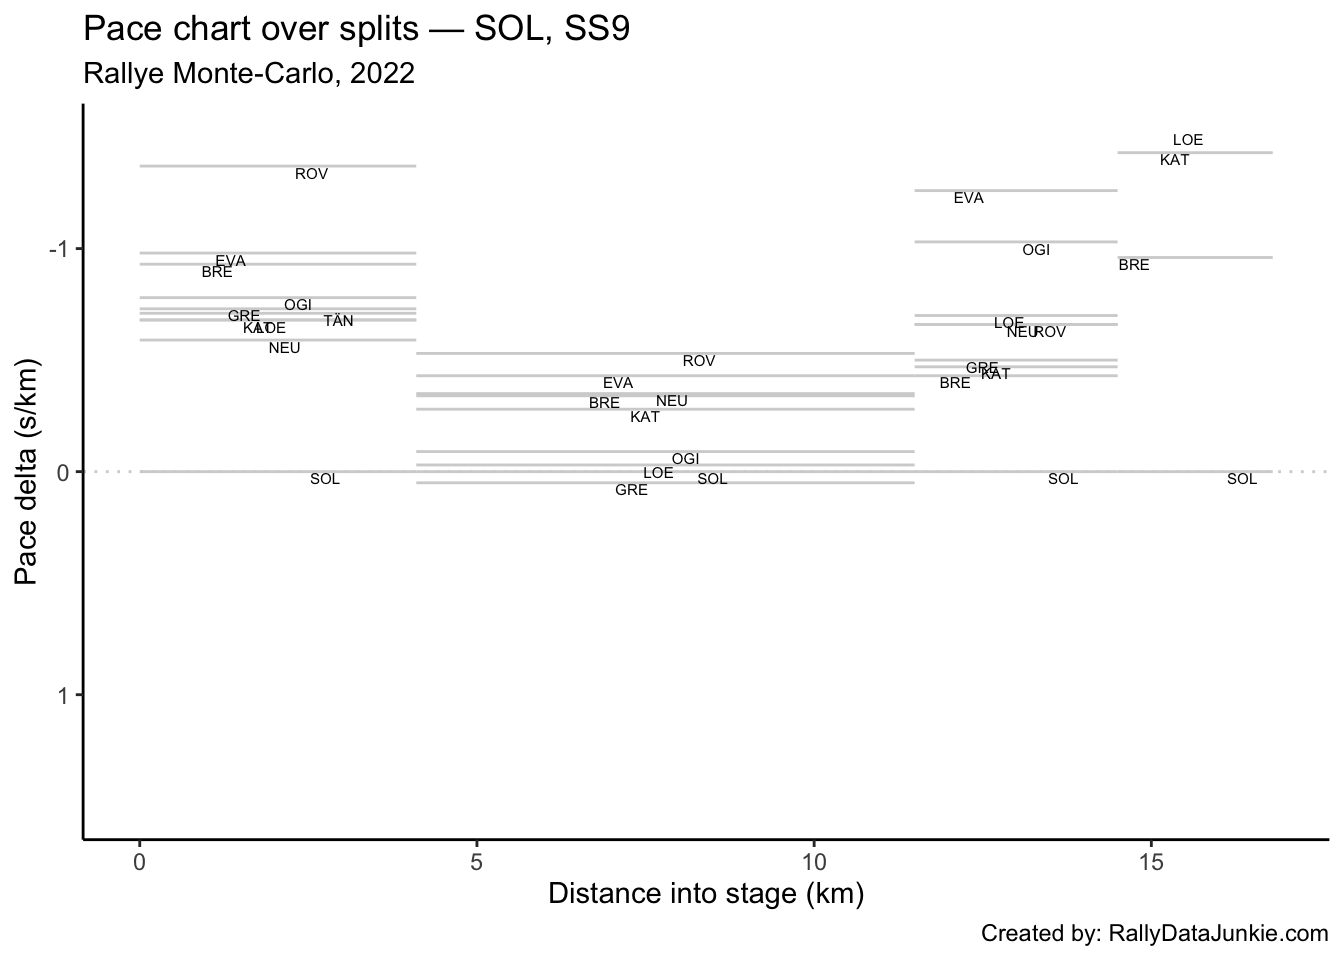 Pace chart over splits — SOL, SS9
Rallye Monte-Carlo, 2022
LOE
KAT
ROV
EVA
OGI
-1
EVA
BRE
BRE
OGI
GRE
TÄN
KAT
LOE
LOE
NEU
ROV
NEU
ROV
GRE
KAT
EVA
BRE
BRE
NEU
KAT
OGI
0
LOE
SOL
SOL
SOL
SOL
GRE
1
Pace delta (s/km)
0
5
10
15
Distance into stage (km)
Created by: RallyDataJunkie.com